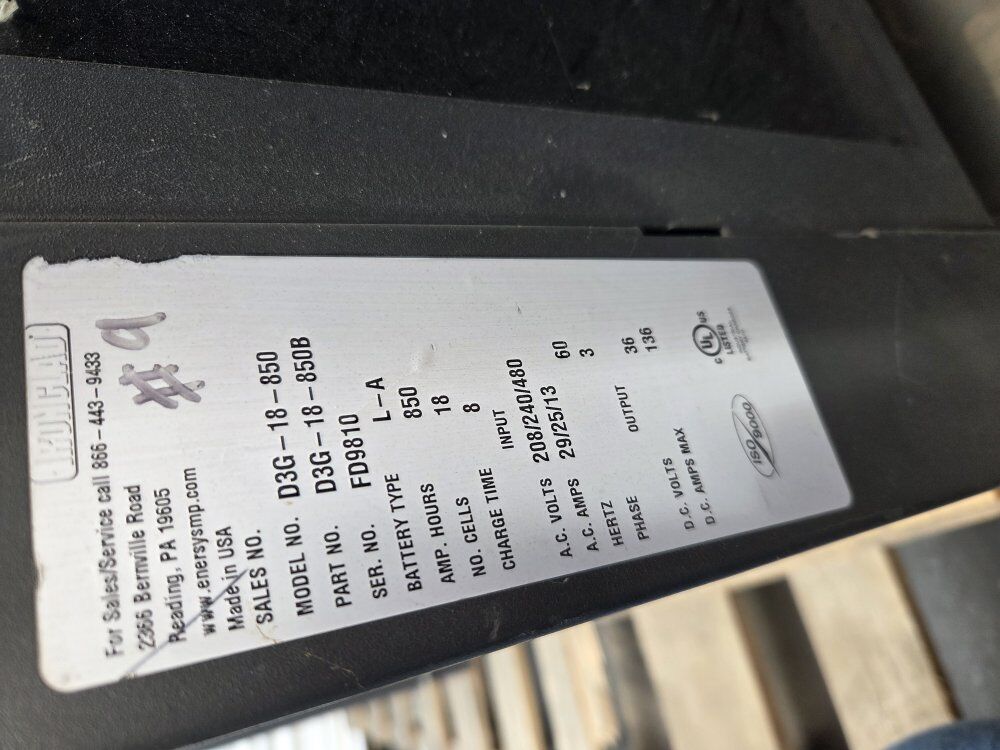 IRONCLAD
For Sales/Service call 866-443-9433
2366 Bernville Road
Reading, PA 19605
# 9
www.enersysmp.com
Made in USA
SALES NO.
MODEL NO. D3G-18-850
PART NO. D3G-18-850B
SER. NO. FD9810
BATTERY TYPE L-A
AMP. HOURS 850
NO. CELLS 18
CHARGE TIME 8
INPUT
A.C. VOLTS 208/240/480
A.C. AMPS 29/25/13
HERTZ 60
PHASE 3
OUTPUT
D.C. VOLTS 36
D.C. AMPS MAX 136
ISO 9000
C UL US
LISTED